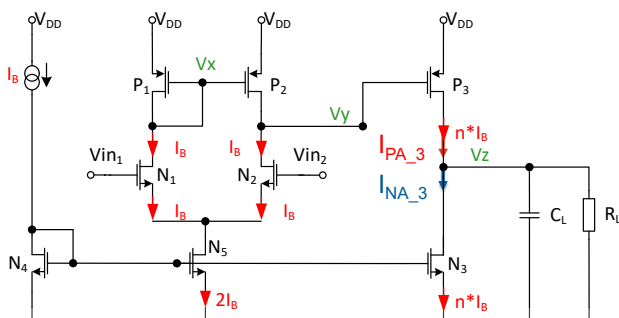 VDD VDD VDD VDD
IB Vx
P1 P2 P3
Vy
IB IB IPA_3 n*IB
Vin1 Vin2 Vz
N1 N2 INA_3
IB IB CL RL
N4 N5 N3
2IB n*IB